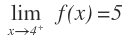 lim f(x) = 5
x→4⁺